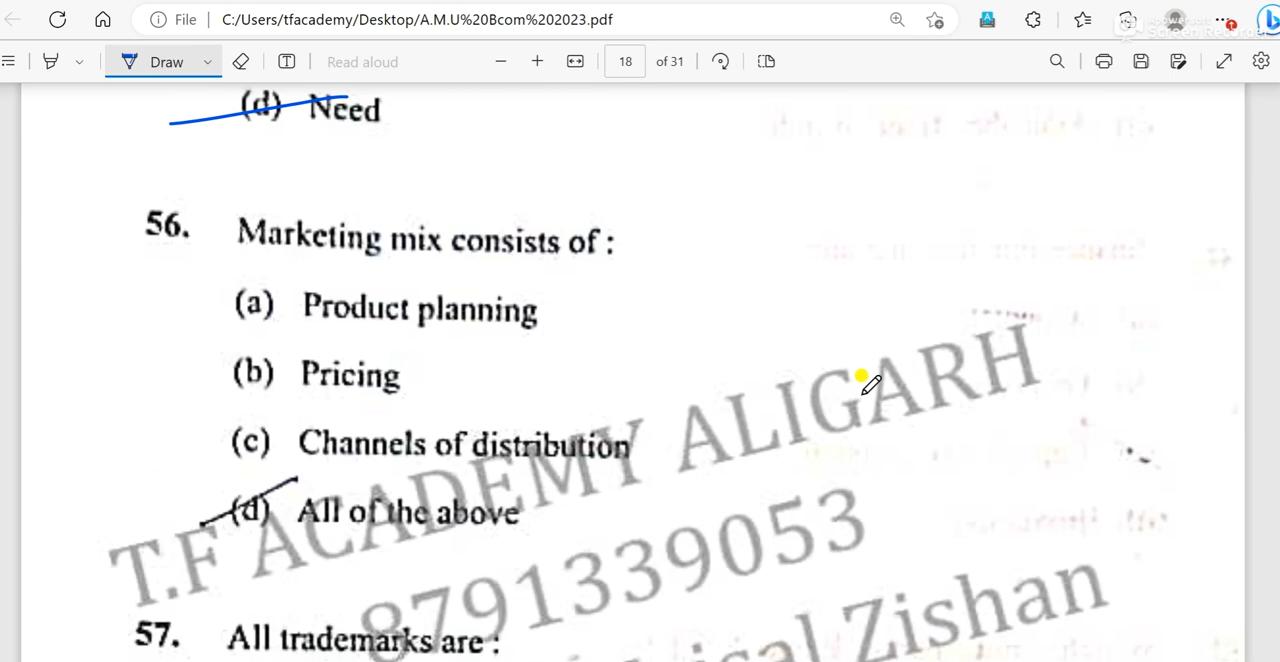 File C:/Users/tfacademy/Desktop/A.M.U%20Bcom%202023.pdf
Draw
Read aloud
18 of 31
(d) Need
56. Marketing mix consists of :
(a) Product planning
(b) Pricing
(c) Channels of distribution
(d) All of the above
T.F ACADEMY ALIGARH
8791339053
Zishan
57. All trademarks are :